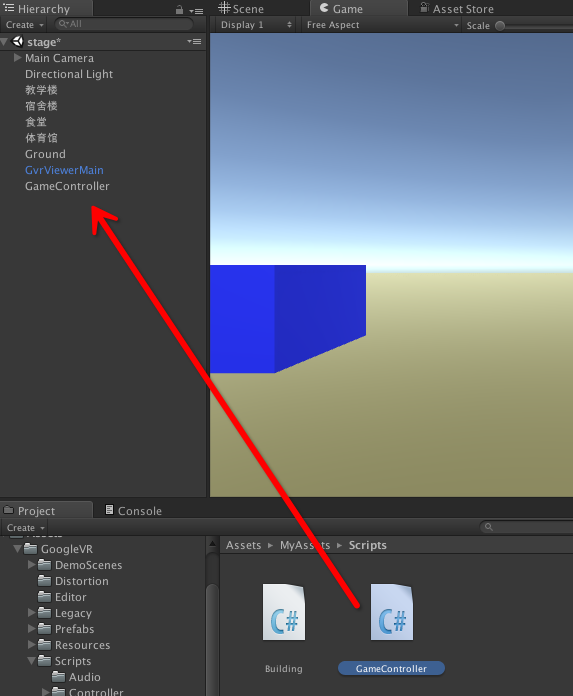 Hierarchy
Create
All
stage*
Main Camera
Directional Light
教学楼
宿舍楼
食堂
体育馆
Ground
GvrViewerMain
GameController
Scene
Game
Asset Store
Display 1
Free Aspect
Scale
Project
Console
Create
GoogleVR
DemoScenes
Distortion
Editor
Legacy
Prefabs
Resources
Scripts
Audio
Controller
Assets ▸ MyAssets ▸ Scripts
C#
C#
Building
GameController